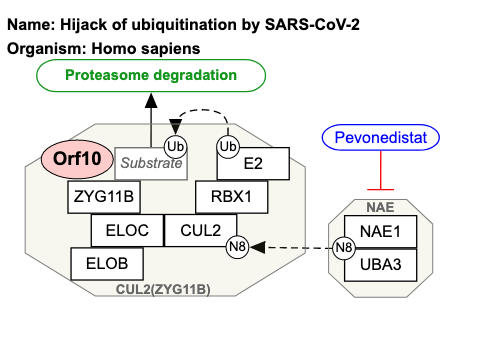 Name: Hijack of ubiquitination by SARS-CoV-2
Organism: Homo sapiens
Proteasome degradation
Orf10
Substrate
Ub
Ub
E2
Pevonedistat
ZYG11B
RBX1
NAE
ELOC
CUL2
N8
N8
NAE1
ELOB
UBA3
CUL2(ZYG11B)